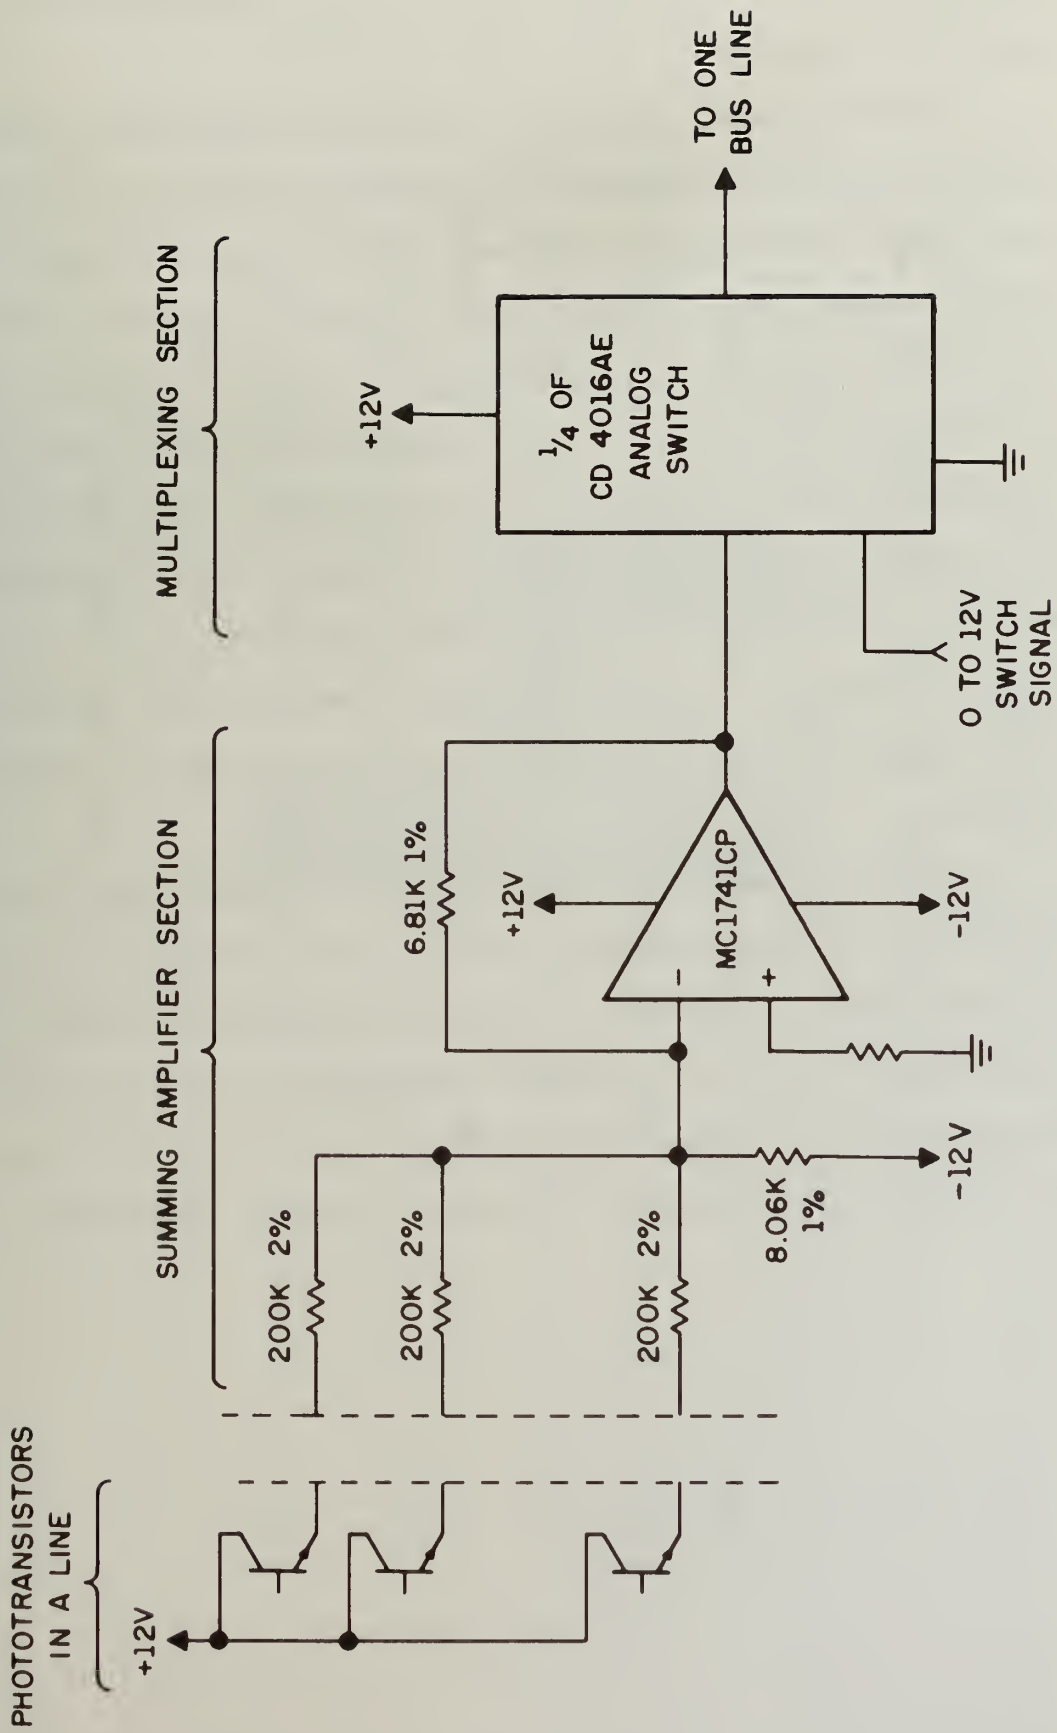 PHOTOTRANSISTORS
IN A LINE
SUMMING AMPLIFIER SECTION
MULTIPLEXING SECTION
+12V
200K 2%
200K 2%
200K 2%
8.06K
1%
-12V
6.81K 1%
+12V
-
+
MC1741CP
-12V
+12V
1/4 OF
CD 4016AE
ANALOG
SWITCH
0 TO 12V
SWITCH
SIGNAL
TO ONE
BUS LINE